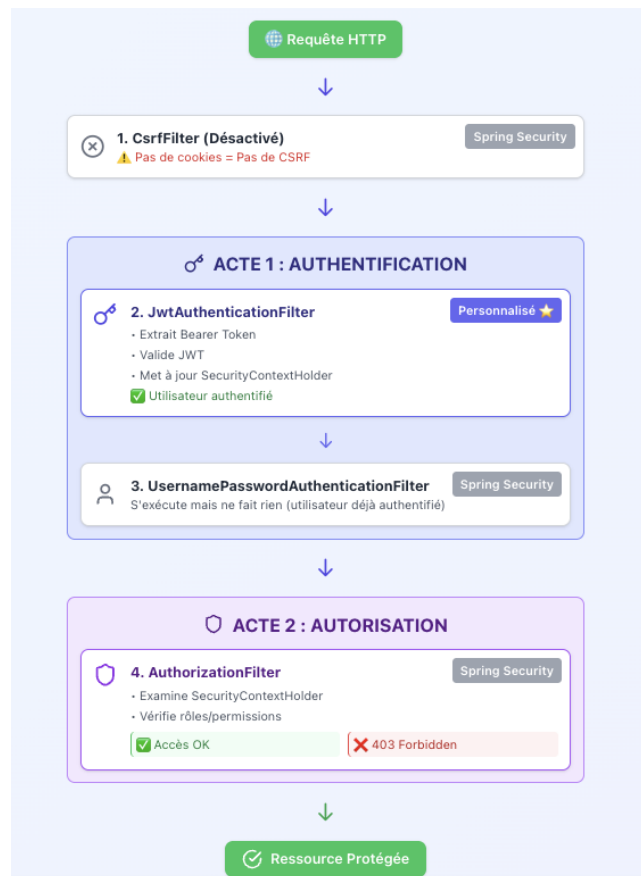 🌐 Requête HTTP
1. CsrfFilter (Désactivé)
Spring Security
⚠️ Pas de cookies = Pas de CSRF
ACTE 1 : AUTHENTIFICATION
2. JwtAuthenticationFilter
Personnalisé ⭐
• Extrait Bearer Token
• Valide JWT
• Met à jour SecurityContextHolder
✅ Utilisateur authentifié
3. UsernamePasswordAuthenticationFilter
Spring Security
S'exécute mais ne fait rien (utilisateur déjà authentifié)
ACTE 2 : AUTORISATION
4. AuthorizationFilter
Spring Security
• Examine SecurityContextHolder
• Vérifie rôles/permissions
✅ Accès OK
❌ 403 Forbidden
Ressource Protégée